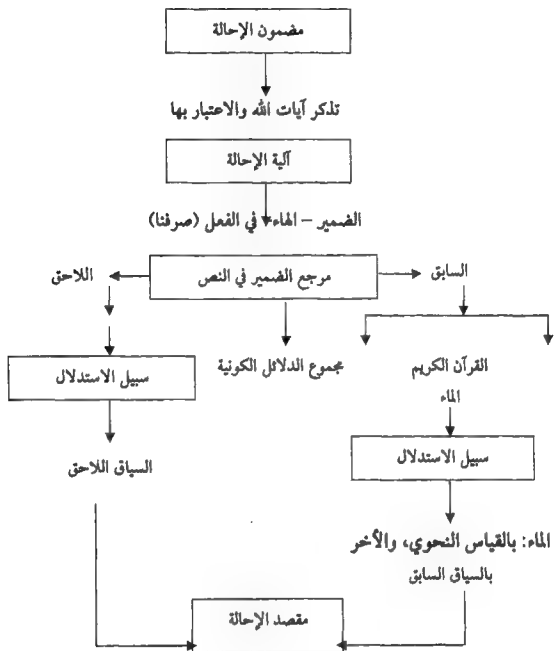 مضمون الإحالة
تذكر آيات الله والاعتبار بها
آلية الإحالة
الضمير – الهاء- في الفعل (صرفنا)
السابق
مرجع الضمير في النص
اللاحق
القرآن الكريم
مجموع الدلائل الكونية
الماء
سبيل الاستدلال
سبيل الاستدلال
السياق اللاحق
الماء: بالقياس النحوي، والأخر
بالسياق السابق
مقصد الإحالة